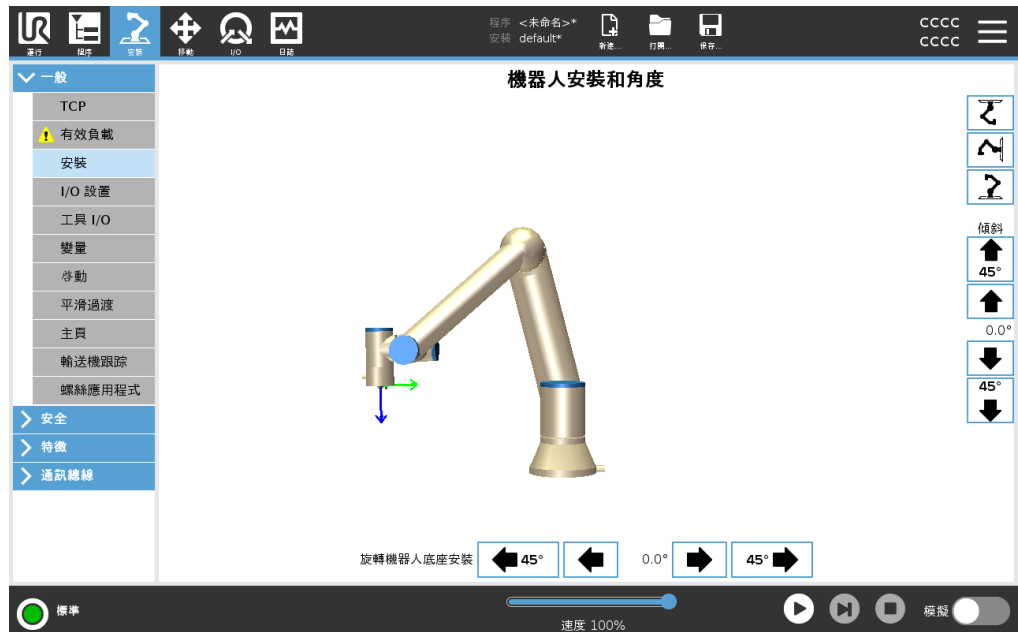 UR
程序 <未命名>*
安裝 default*
運行
程序
安裝
移動
I/O
日誌
新建...
打開...
保存...
CCCC
CCCC
一般
TCP
有效負載
安裝
I/O 設置
工具 I/O
變量
啓動
平滑過渡
主頁
輸送機跟踪
螺絲應用程式
安全
特徵
通訊總線
機器人安裝和角度
傾斜
45°
0.0°
45°
旋轉機器人底座安裝
45°
0.0°
45°
標準
速度 100%
模擬